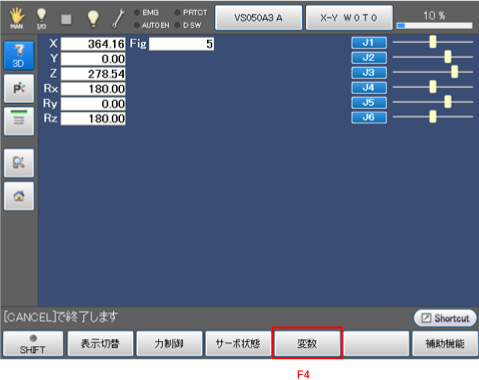 MAN I/O EMG PRTCT AUTO EN D SW VS050A3 A X-Y W 0 T 0 10 %
3D X 364.16 Fig 5 J1
Y 0.00 J2
Z 278.54 J3
P Rx 180.00 J4
Ry 0.00 J5
Rz 180.00 J6
[CANCEL]で終了します Shortcut
SHIFT 表示切替 力制御 サーボ状態 変数 補助機能
F4